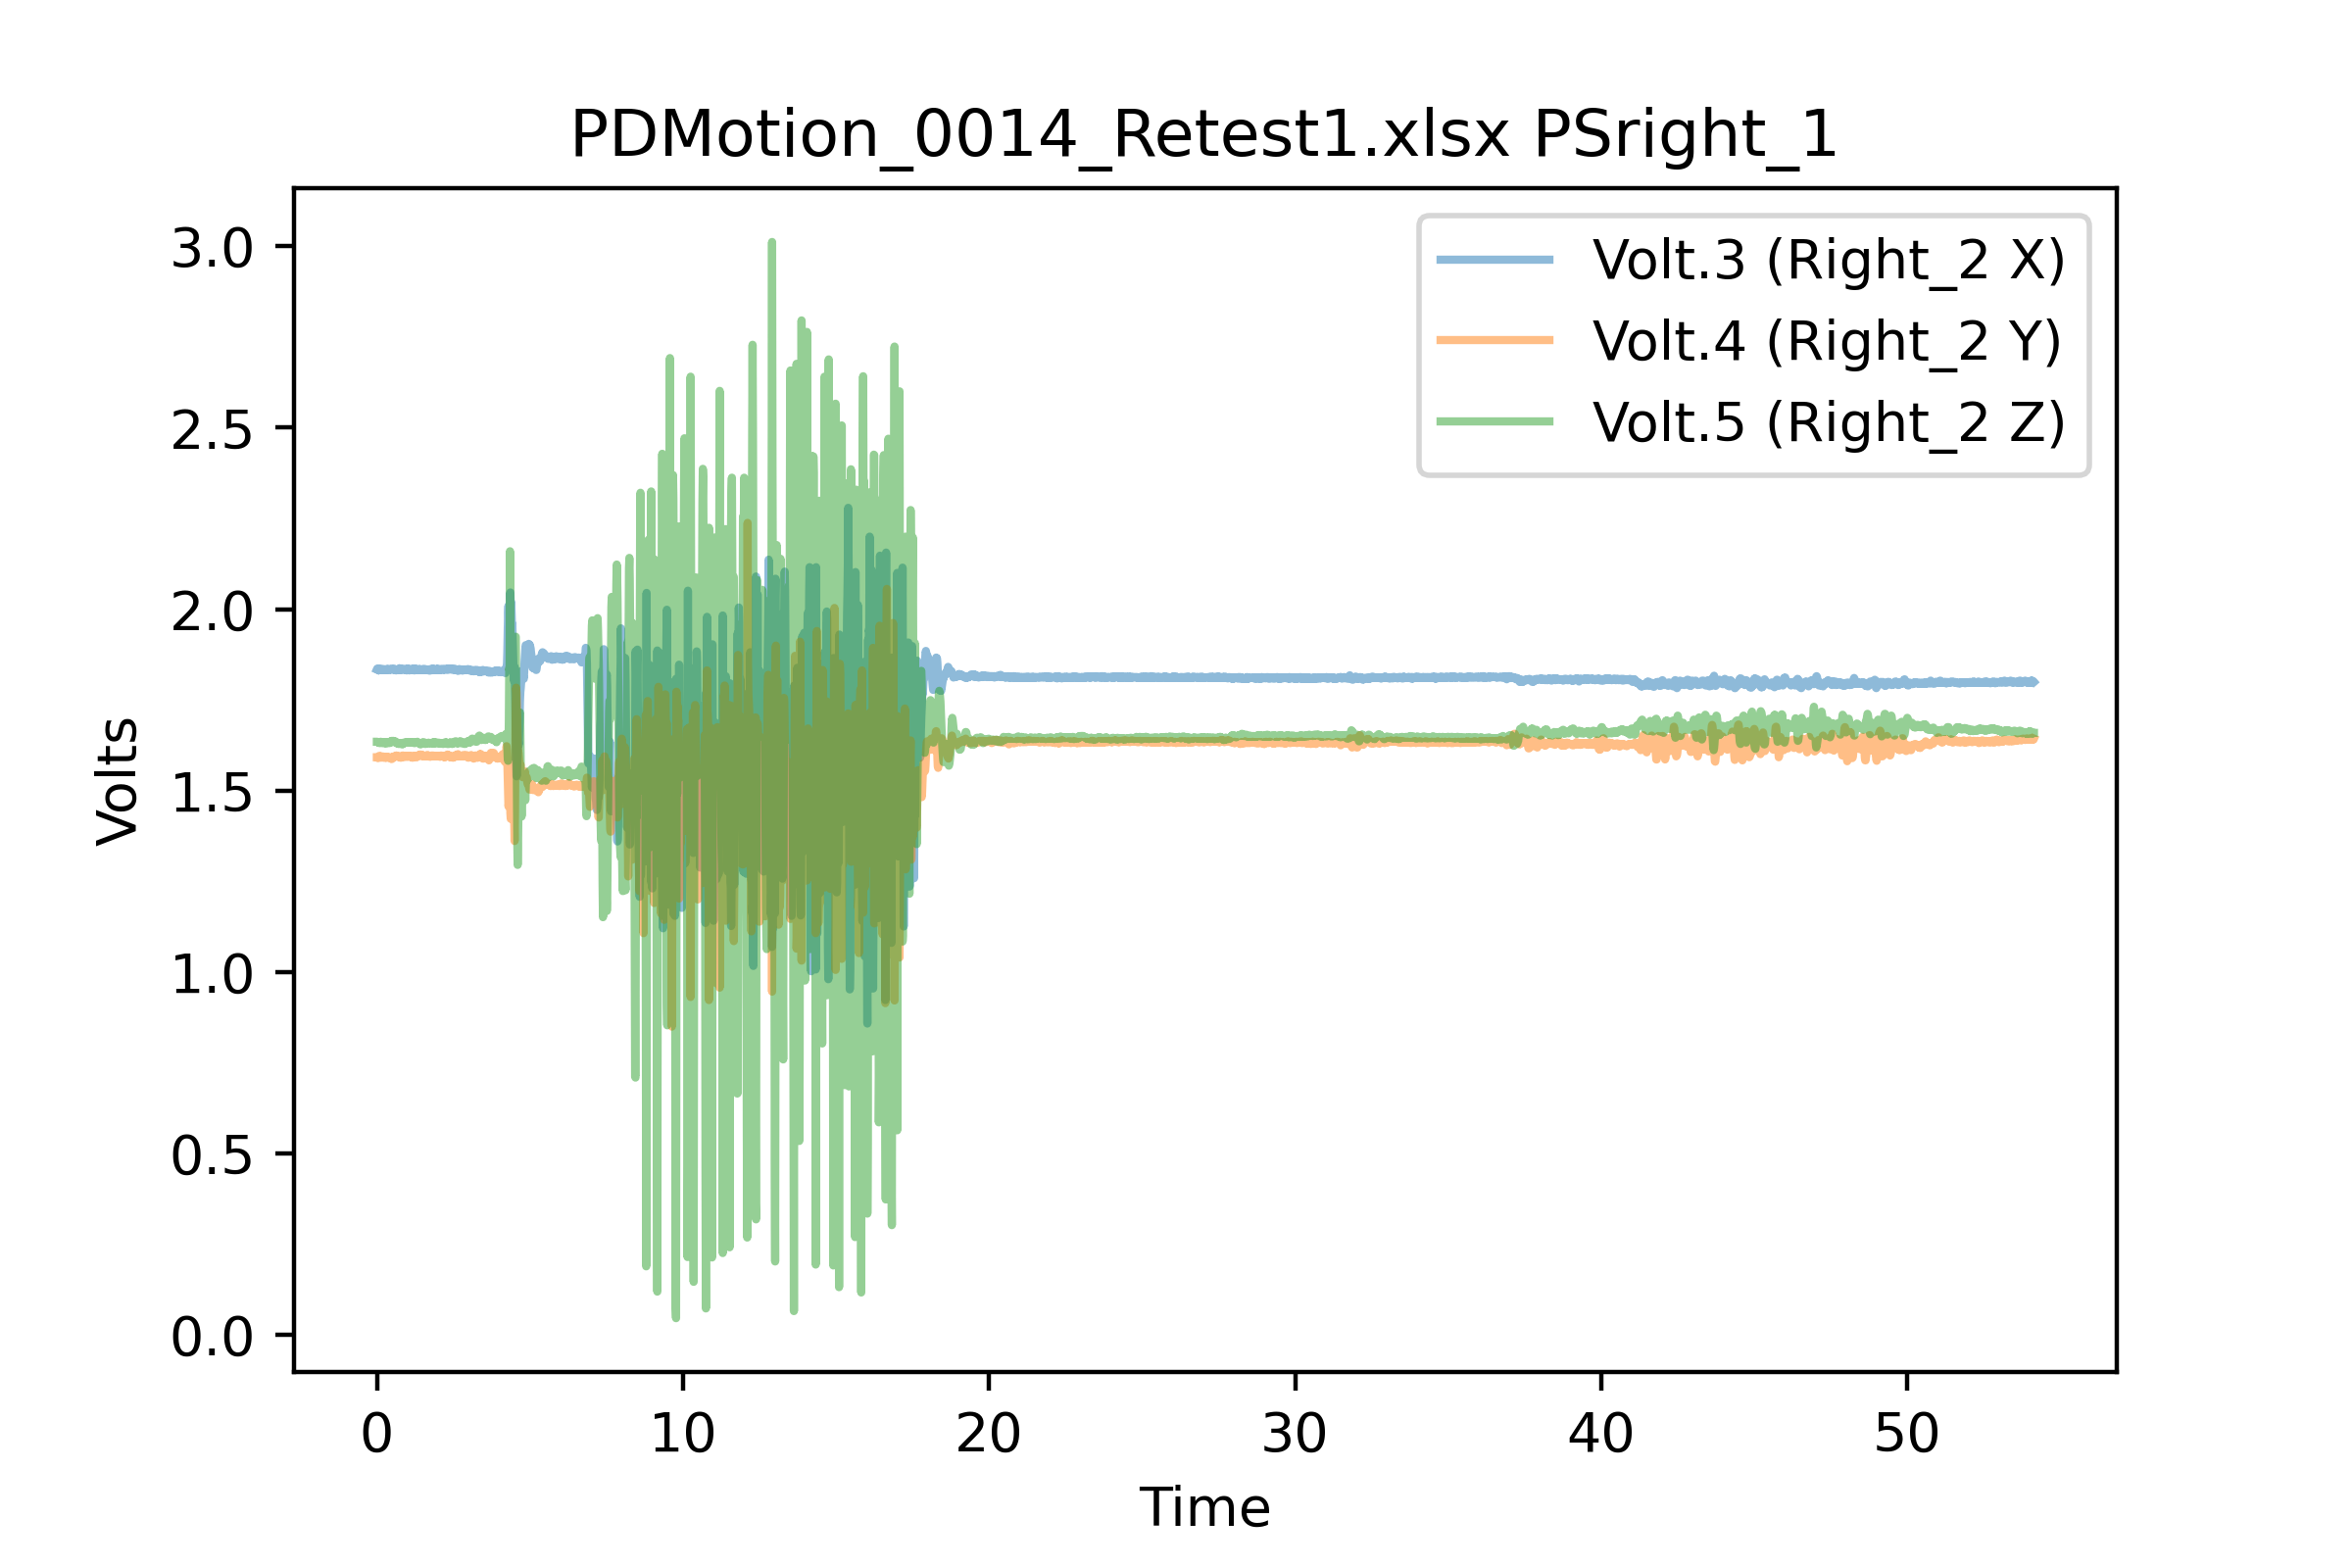 PDMotion_0014_Retest1.xlsx PSright_1
Volt.3 (Right_2 X)
Volt.4 (Right_2 Y)
Volt.5 (Right_2 Z)
Volts
3.0
2.5
2.0
1.5
1.0
0.5
0.0
0 10 20 30 40 50
Time